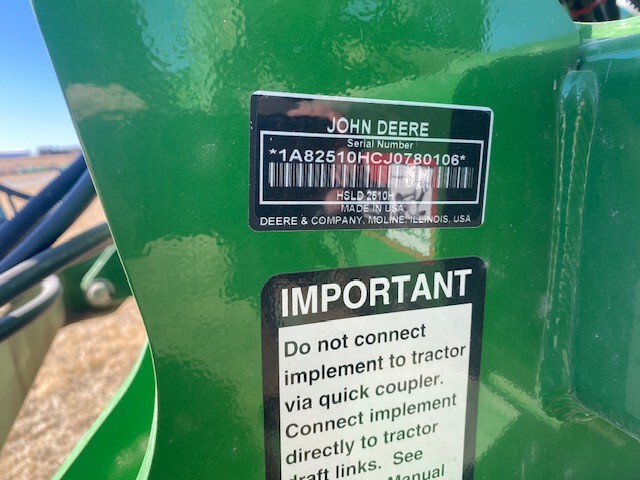 JOHN DEERE
Serial Number
*1A82510HCJ0780106*
HSLD 2510H
MADE IN USA
DEERE & COMPANY, MOLINE, ILLINOIS, USA
IMPORTANT
Do not connect
implement to tractor
via quick coupler.
Connect implement
directly to tractor
draft links. See
Manual